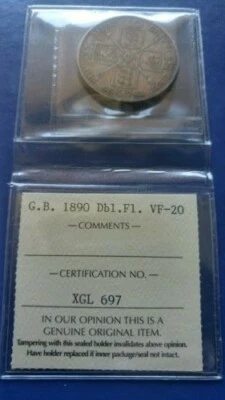 G.B. 1890 Dbl.Fl. VF-20
— COMMENTS —
— CERTIFICATION NO. —
XGL 697
IN OUR OPINION THIS IS A
GENUINE ORIGINAL ITEM.
Tampering with this sealed holder invalidates above opinion.
Have holder replaced if inner package/seal not intact.